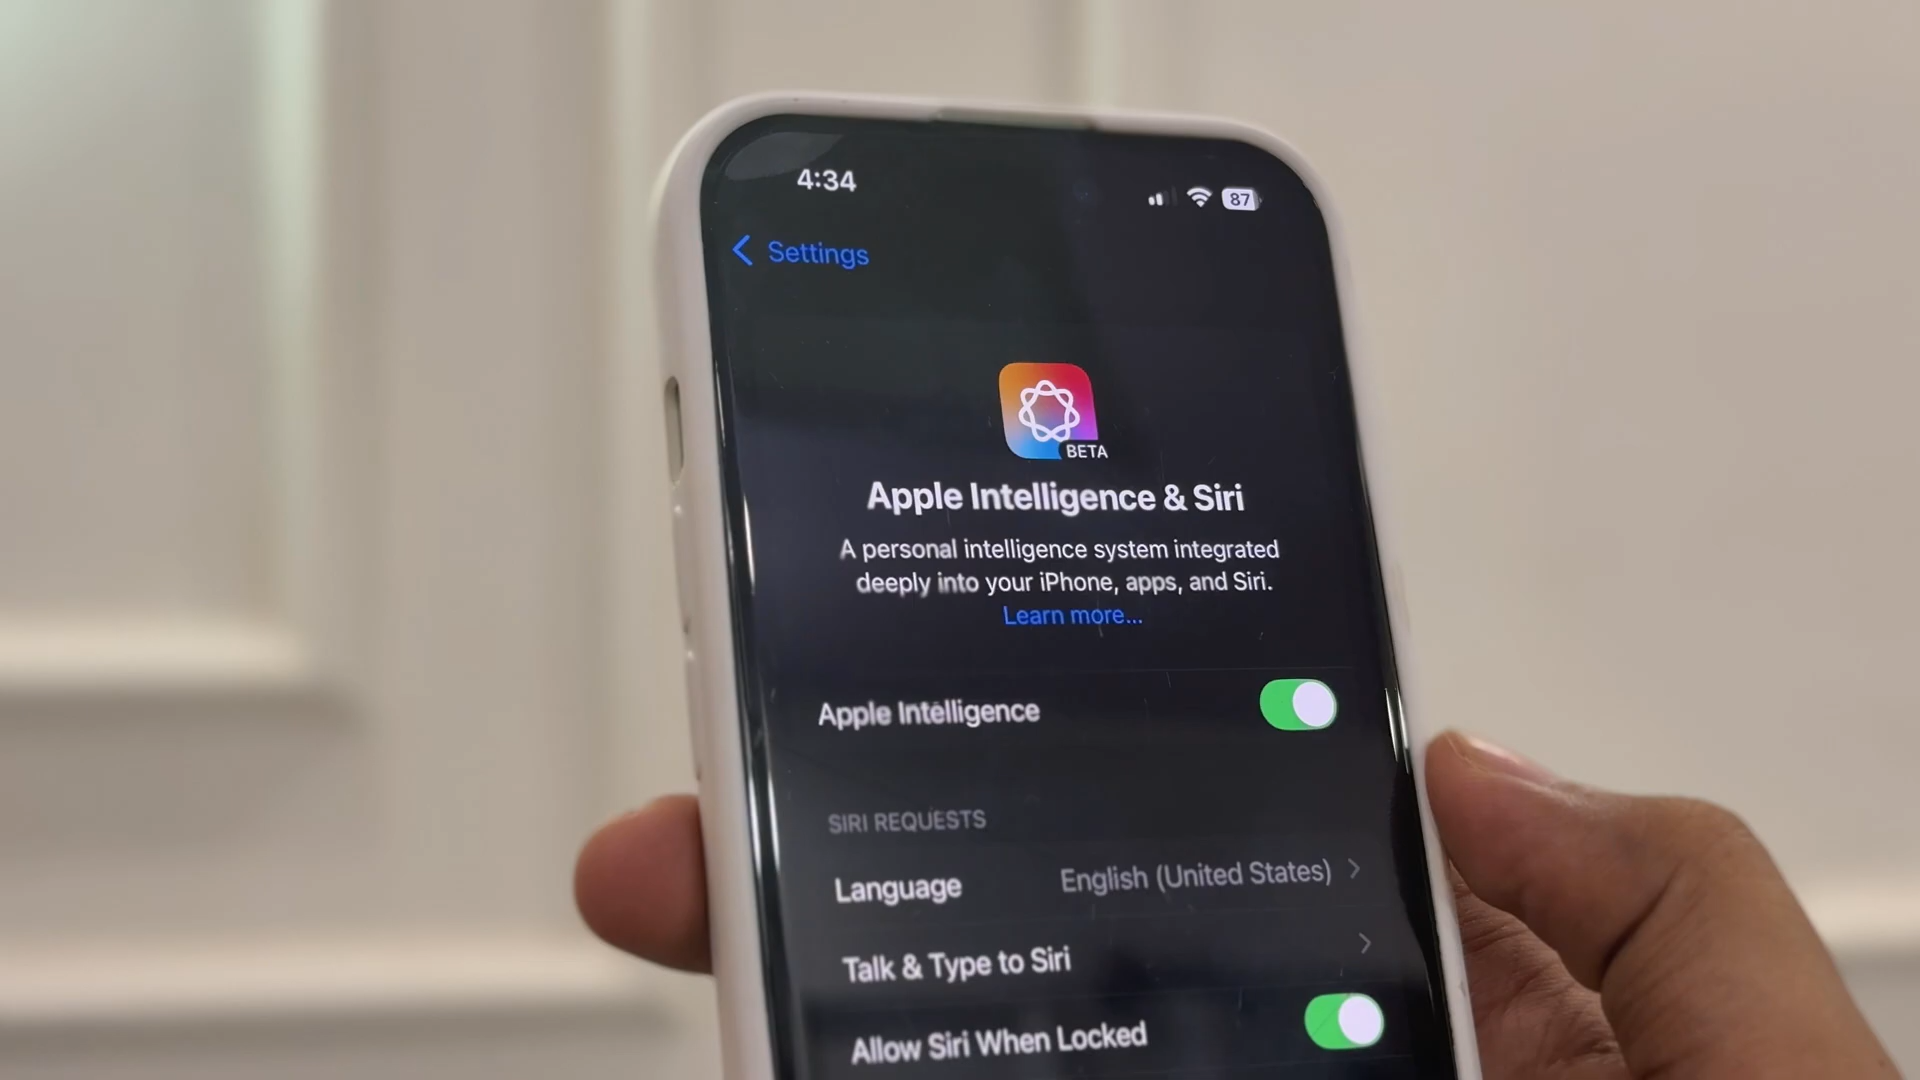 4:34
87
Settings
BETA
Apple Intelligence & Siri
A personal intelligence system integrated
deeply into your iPhone, apps, and Siri.
Learn more...
Apple Intelligence
SIRI REQUESTS
Language English (United States)
Talk & Type to Siri
Allow Siri When Locked